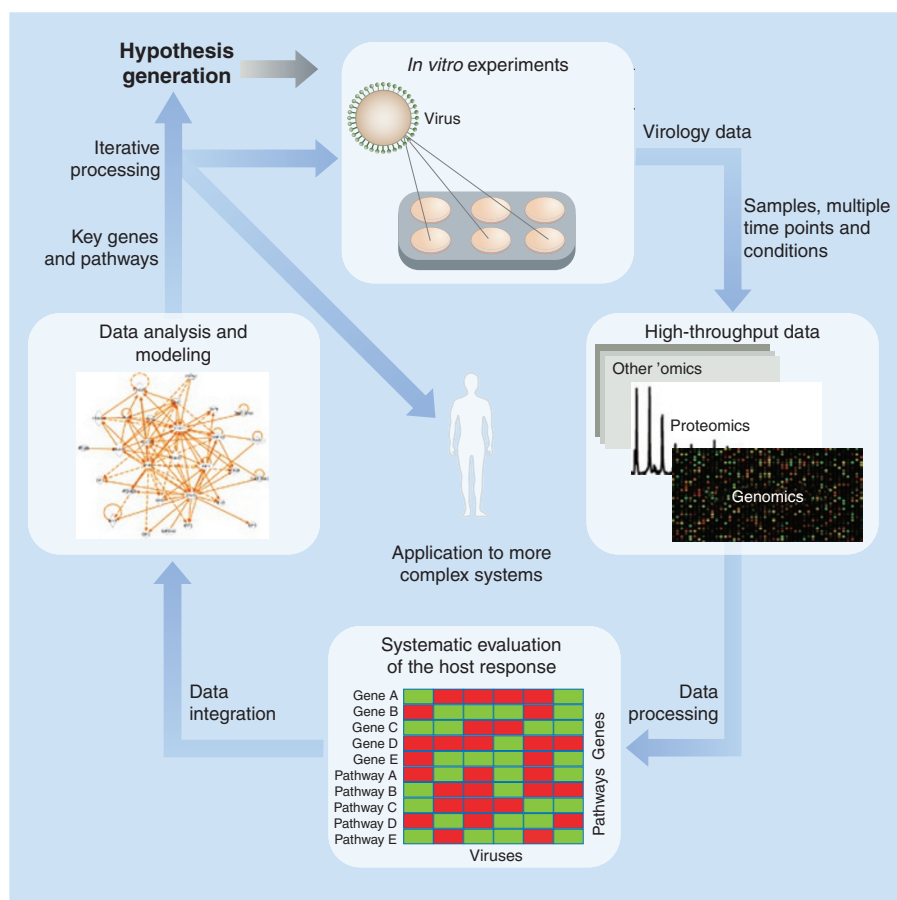 Hypothesis
generation
In vitro experiments
Virus
Virology data
Iterative
processing
Samples, multiple
time points and
conditions
Key genes
and pathways
Data analysis and
modeling
High-throughput data
Other 'omics
Proteomics
Genomics
Application to more
complex systems
Systematic evaluation
of the host response
Data
integration
Data
processing
Gene A
Gene B
Gene C
Gene D
Gene E
Pathway A
Pathway B
Pathway C
Pathway D
Pathway E
Genes
Pathways
Viruses